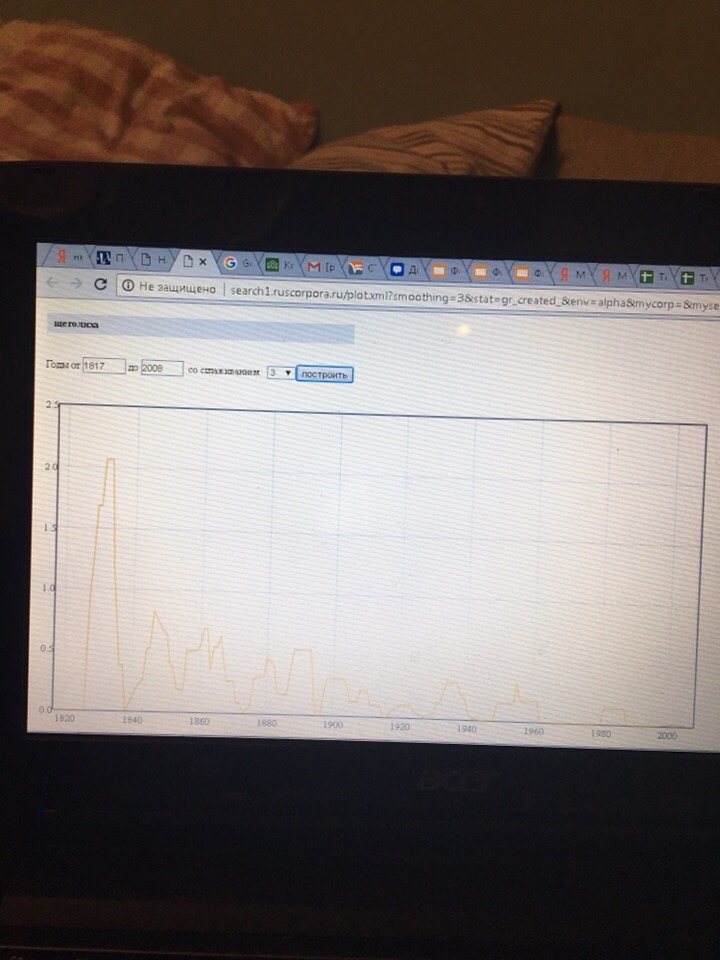 Я нк П Н. × G Кс [р С" Д Ф Ф Ф Я М Я М Т Т
Не защищено | search1.ruscorpora.ru/plot.xml?smoothing=3&stat=gr_created_&env=alpha&mycorp=&myse
щеголиха
Годы от 1817 до 2008 со сглаживанием 3 построить
2.5
2.0
1.5
1.0
0.5
0.0
1820 1840 1860 1880 1900 1920 1940 1960 1980 2000
acer